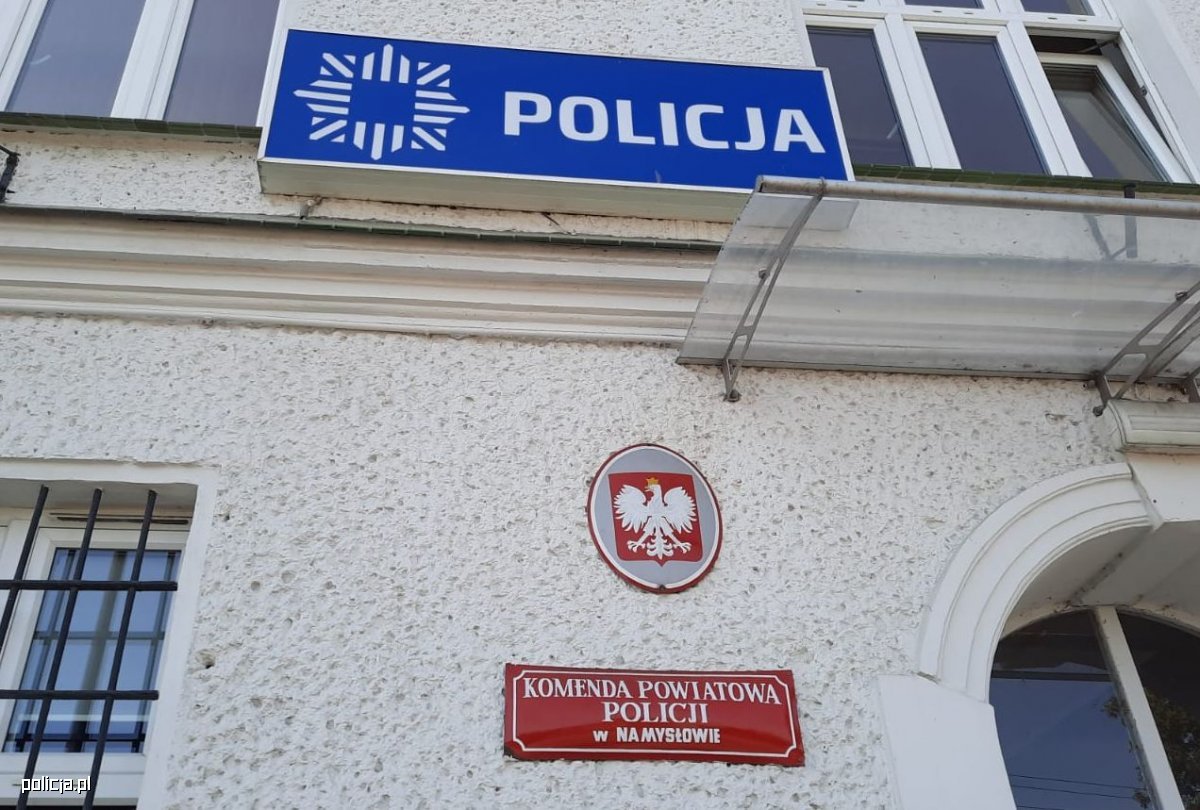 POLICJA
KOMENDA POWIATOWA
POLICJI
w NAMYSŁOWIE
policja.pl